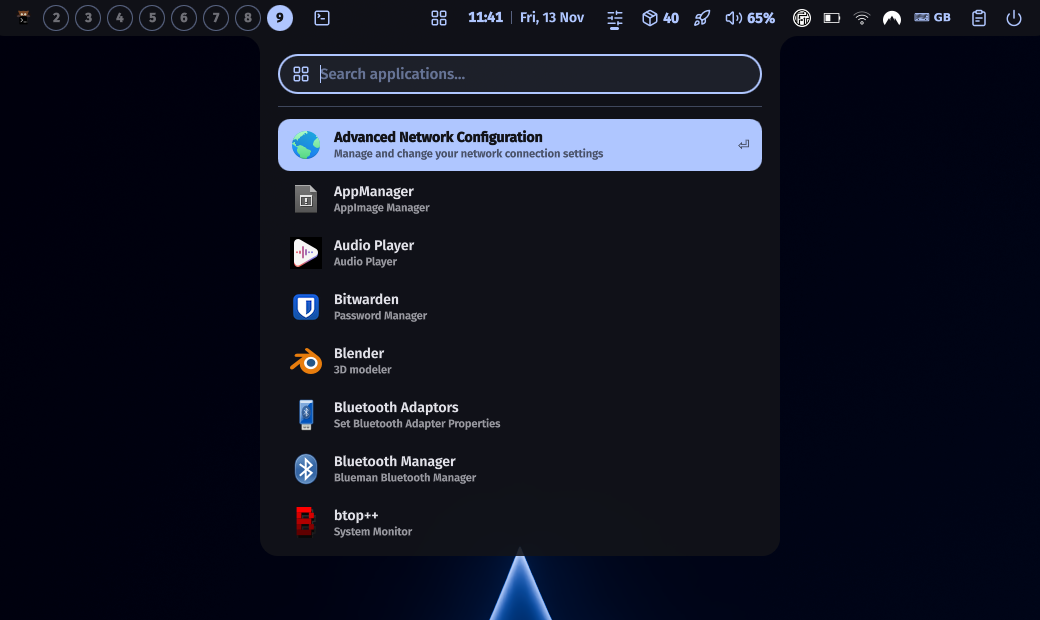 2 3 4 5 6 7 8 9 11:41 Fri, 13 Nov 40 65% GB
Search applications...
Advanced Network Configuration
Manage and change your network connection settings
AppManager
AppImage Manager
Audio Player
Audio Player
Bitwarden
Password Manager
Blender
3D modeler
Bluetooth Adaptors
Set Bluetooth Adapter Properties
Bluetooth Manager
Blueman Bluetooth Manager
btop++
System Monitor